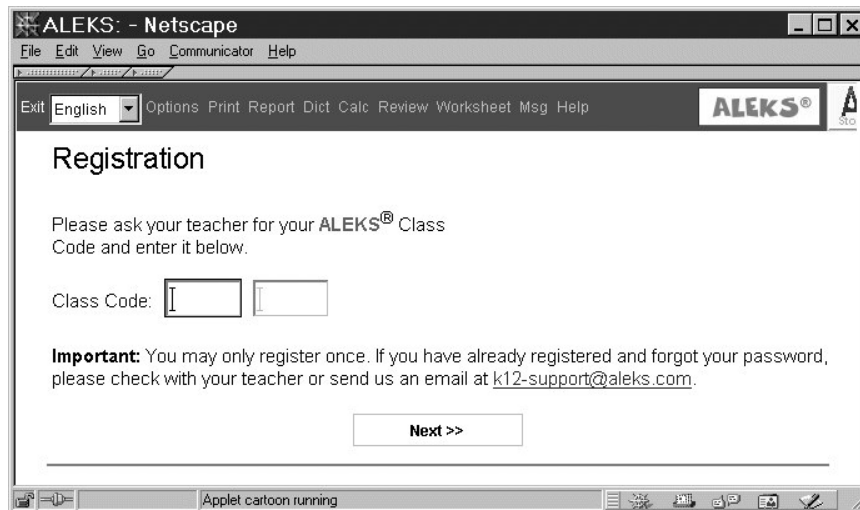 ALEKS: - Netscape
File Edit View Go Communicator Help
Exit English Options Print Report Dict Calc Review Worksheet Msg Help ALEKS® A
Sto
Registration
Please ask your teacher for your ALEKS® Class
Code and enter it below.
Class Code:
Important: You may only register once. If you have already registered and forgot your password,
please check with your teacher or send us an email at k12-support@aleks.com.
Next >>
Applet cartoon running